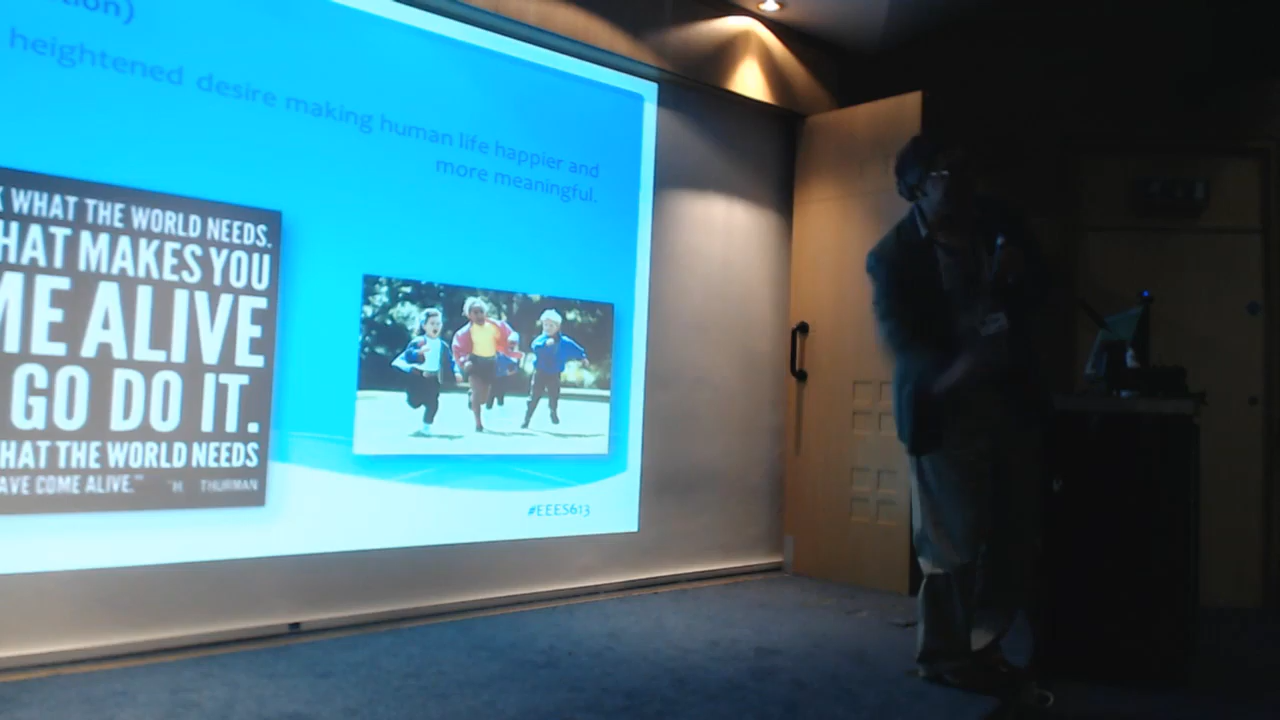 tion)
heightened desire making human life happier and
more meaningful.
K WHAT THE WORLD NEEDS.
HAT MAKES YOU
ME ALIVE
GO DO IT.
HAT THE WORLD NEEDS
AVE COME ALIVE." "H. THURMAN
#EEES613